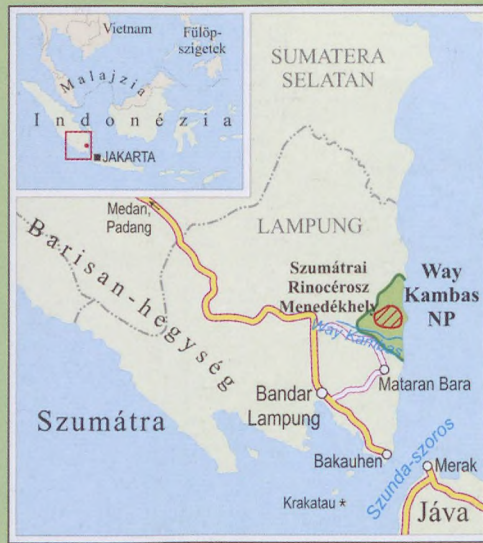 Vietnam
Fülöp-
szigetek
Malajzia
Indonézia
JAKARTA
SUMATERA
SELATAN
Medan,
Padang
LAMPUNG
Barisan-hegység
Szumátrai
Rinocérosz
Menedékhely
Way
Kambas
NP
Way Kambas
Mataran Bara
Bandar
Lampung
Szumátra
Bakauhen
Szunda-szoros
Merak
Krakatau
Jáva